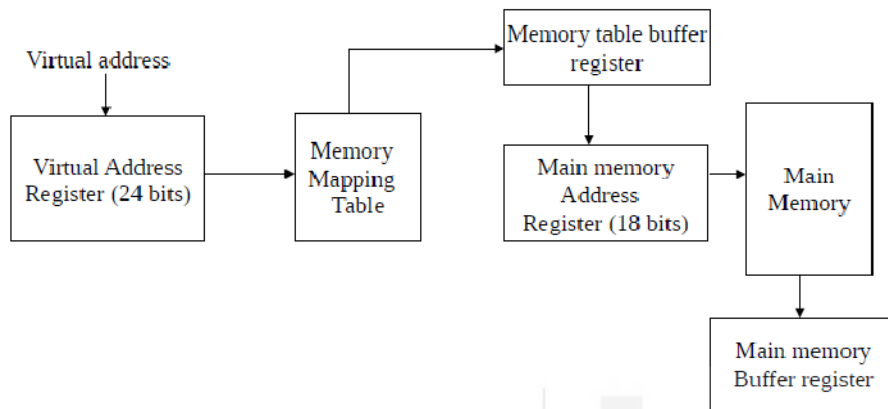 Virtual address
Virtual Address
Register (24 bits)
Memory
Mapping
Table
Memory table buffer
register
Main memory
Address
Register (18 bits)
Main
Memory
Main memory
Buffer register